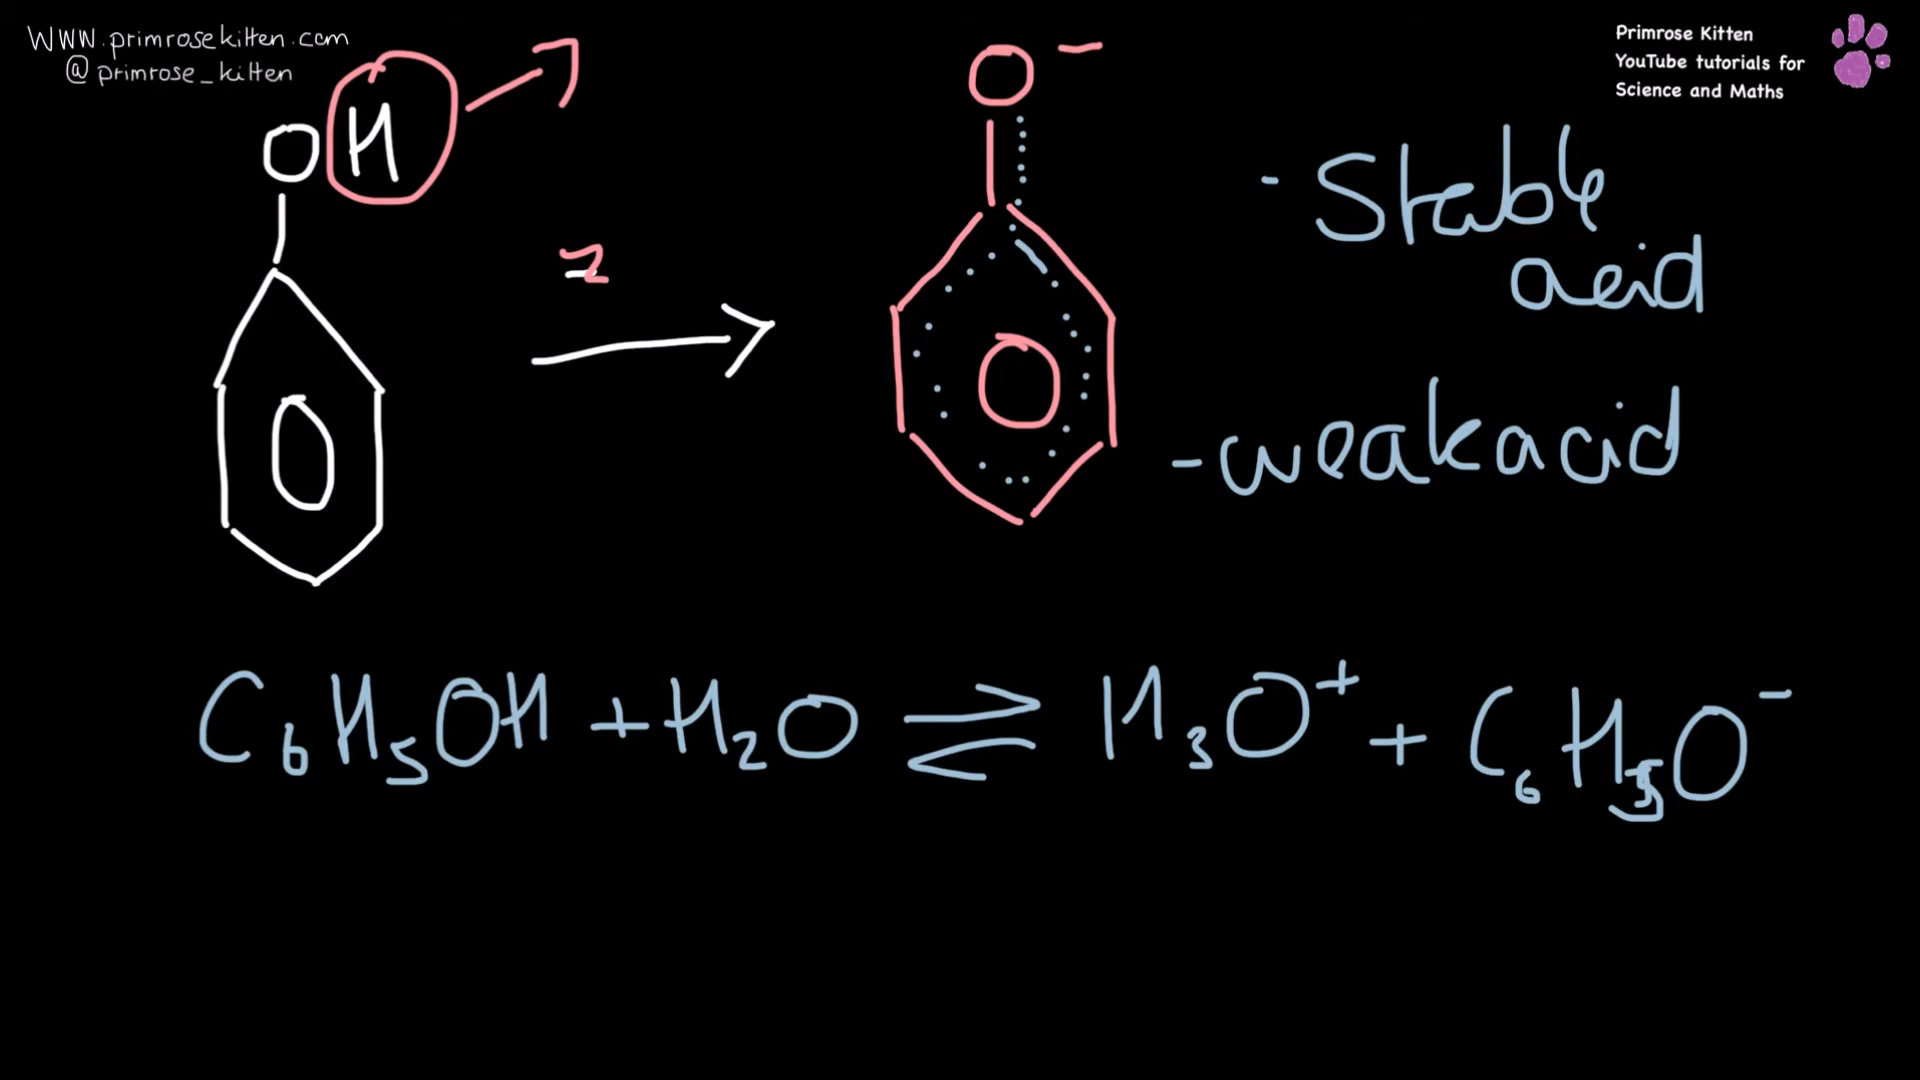 www.primrosekitten.com
@primrose_kitten
Primrose Kitten
YouTube tutorials for
Science and Maths
OH
O⁻
- Stable
acid
- weak acid
C₆H₅OH + H₂O ⇌ H₃O⁺ + C₆H₅O⁻